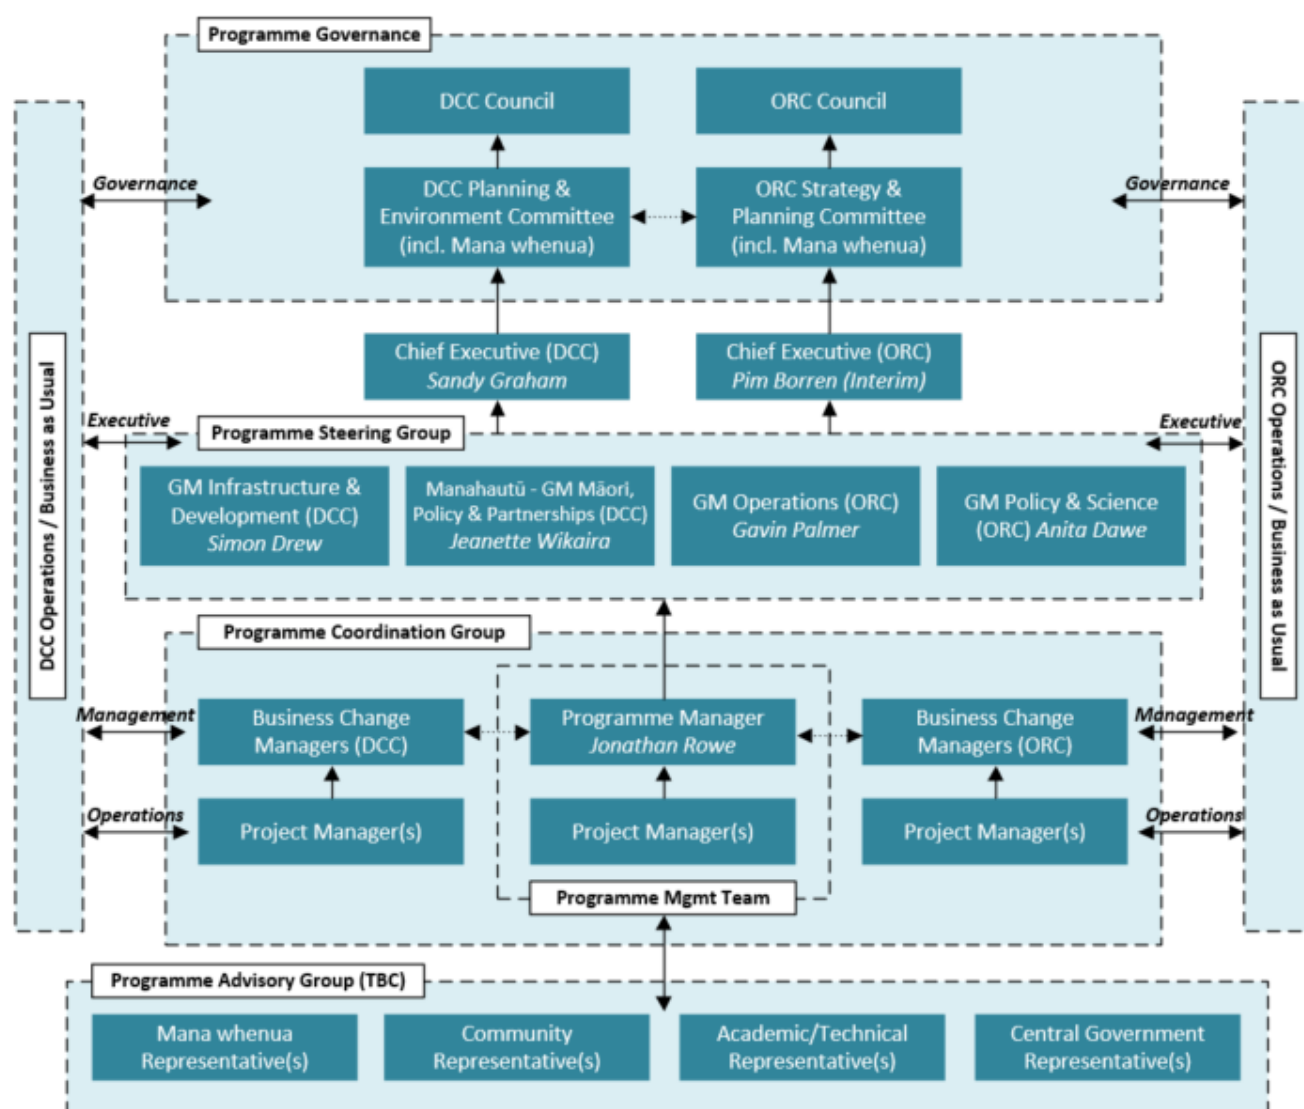 Programme Governance
DCC Council
ORC Council
Governance
DCC Planning &
Environment Committee
(incl. Mana whenua)
ORC Strategy &
Planning Committee
(incl. Mana whenua)
Governance
Chief Executive (DCC)
Sandy Graham
Chief Executive (ORC)
Pim Borren (Interim)
DCC Operations / Business as Usual
ORC Operations / Business as Usual
Executive
Programme Steering Group
Executive
GM Infrastructure &
Development (DCC)
Simon Drew
Manahautū - GM Māori,
Policy & Partnerships (DCC)
Jeanette Wikaira
GM Operations (ORC)
Gavin Palmer
GM Policy & Science
(ORC) Anita Dawe
Programme Coordination Group
Management
Business Change
Managers (DCC)
Programme Manager
Jonathan Rowe
Business Change
Managers (ORC)
Management
Operations
Project Manager(s)
Project Manager(s)
Project Manager(s)
Operations
Programme Mgmt Team
Programme Advisory Group (TBC)
Mana whenua
Representative(s)
Community
Representative(s)
Academic/Technical
Representative(s)
Central Government
Representative(s)